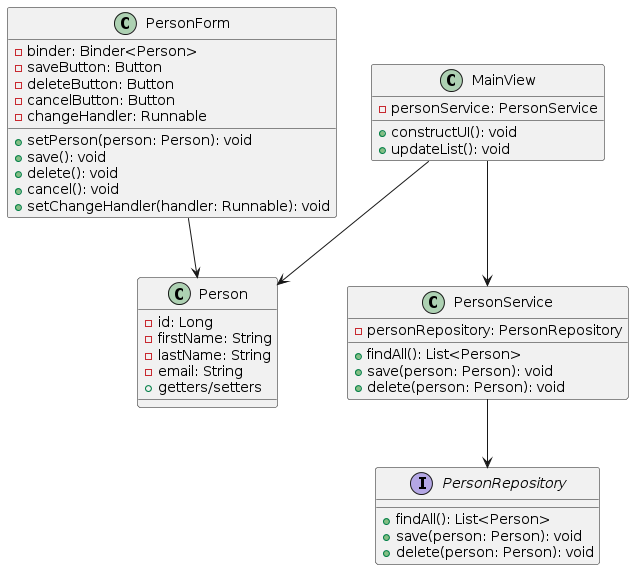 C PersonForm
binder: Binder<Person>
saveButton: Button
deleteButton: Button
cancelButton: Button
changeHandler: Runnable
setPerson(person: Person): void
save(): void
delete(): void
cancel(): void
setChangeHandler(handler: Runnable): void
C MainView
personService: PersonService
constructUI(): void
updateList(): void
C Person
id: Long
firstName: String
lastName: String
email: String
getters/setters
C PersonService
personRepository: PersonRepository
findAll(): List<Person>
save(person: Person): void
delete(person: Person): void
I PersonRepository
findAll(): List<Person>
save(person: Person): void
delete(person: Person): void